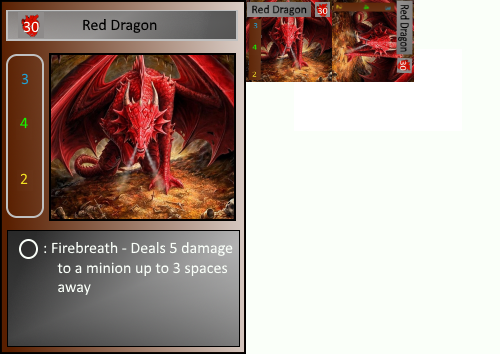 30 Red Dragon
3
4
2
: Firebreath - Deals 5 damage
to a minion up to 3 spaces
away
Red Dragon 30
3
4
2
Red Dragon 30